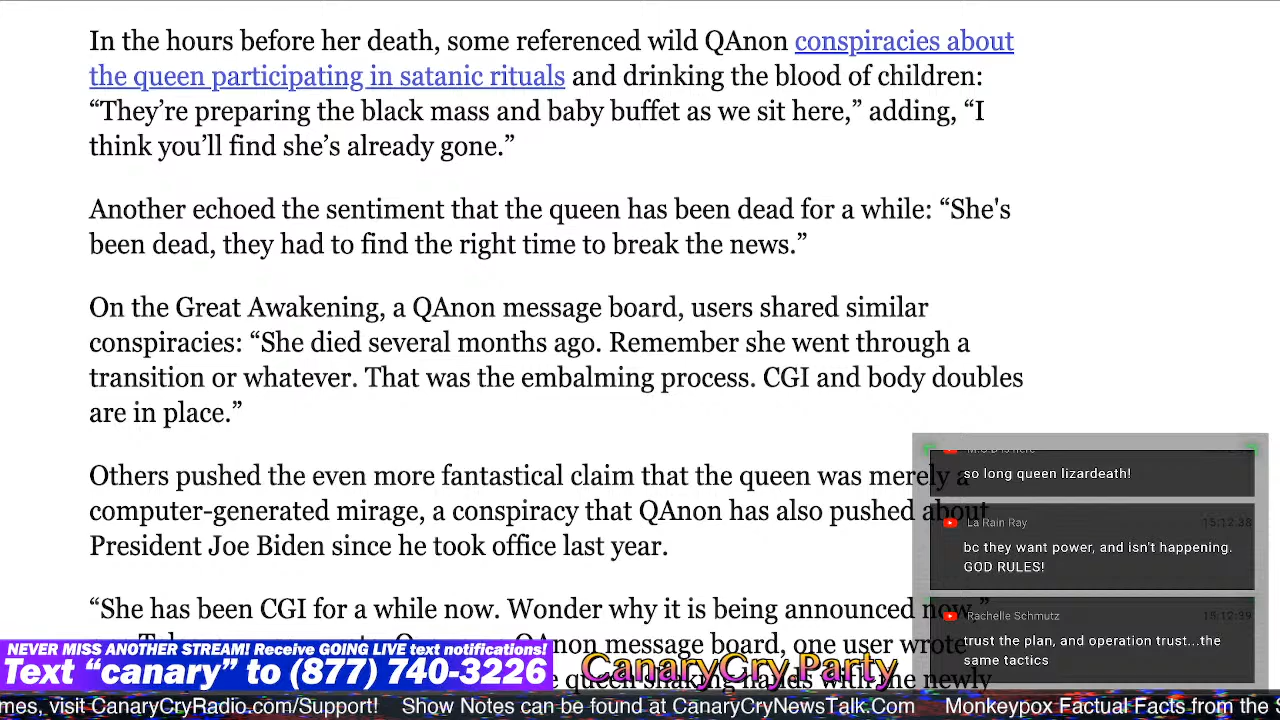 In the hours before her death, some referenced wild QAnon conspiracies about
the queen participating in satanic rituals and drinking the blood of children:
“They’re preparing the black mass and baby buffet as we sit here,” adding, “I
think you’ll find she’s already gone.”
Another echoed the sentiment that the queen has been dead for a while: “She's
been dead, they had to find the right time to break the news.”
On the Great Awakening, a QAnon message board, users shared similar
conspiracies: “She died several months ago. Remember she went through a
transition or whatever. That was the embalming process. CGI and body doubles
are in place.”
Others pushed the even more fantastical claim that the queen was merely a
computer-generated mirage, a conspiracy that QAnon has also pushed about
President Joe Biden since he took office last year.
“She has been CGI for a while now. Wonder why it is being announced now,”
QAnon message board, one user wrote
queen shaking hands with the newly
M.O.D is here
so long queen lizardeath!
La Rain Ray 15:12:38
bc they want power, and isn't happening.
GOD RULES!
Rachelle Schmutz 15:12:39
trust the plan, and operation trust...the
same tactics
NEVER MISS ANOTHER STREAM! Receive GOING LIVE text notifications!
Text “canary” to (877) 740-3226
CanaryCry Party
mes, visit CanaryCryRadio.com/Support! Show Notes can be found at CanaryCryNewsTalk.Com Monkeypox Factual Facts from the S